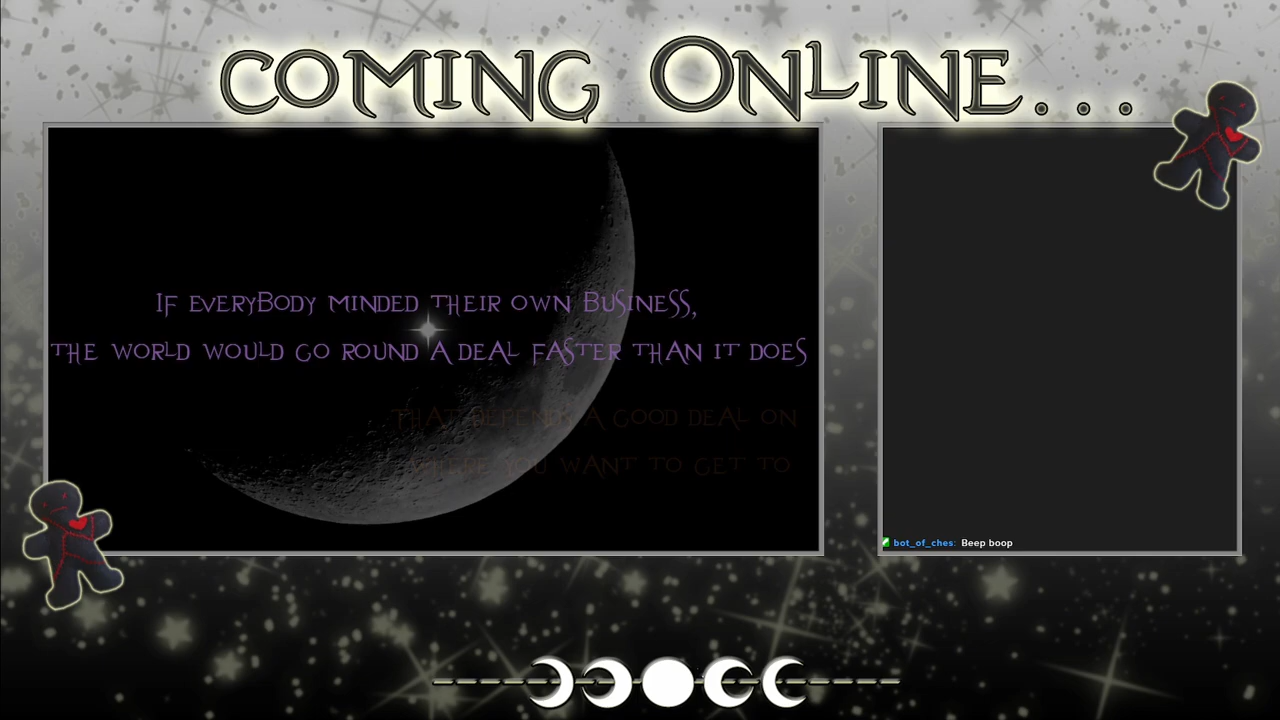 Coming Online...
If everybody minded their own business,
the world would go round a deal faster than it does
that depends a good deal on
where you want to get to
bot_of_ches: Beep boop